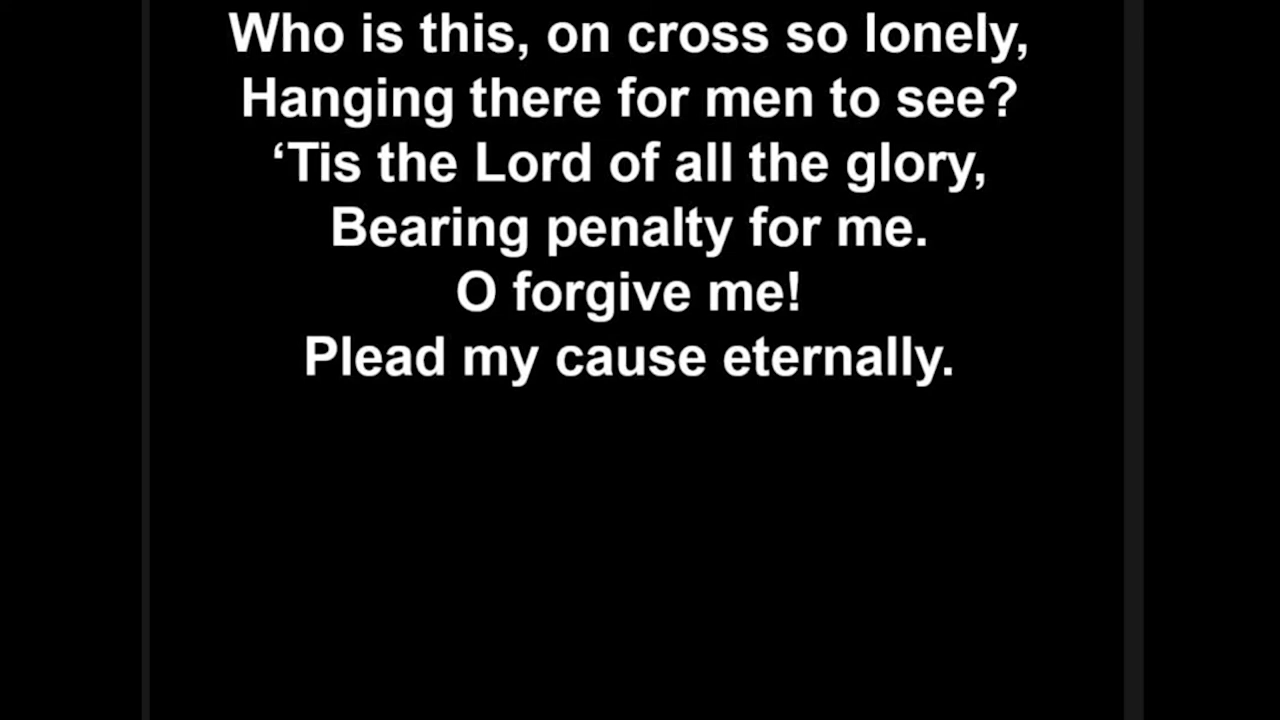 Who is this, on cross so lonely,
Hanging there for men to see?
‘Tis the Lord of all the glory,
Bearing penalty for me.
O forgive me!
Plead my cause eternally.